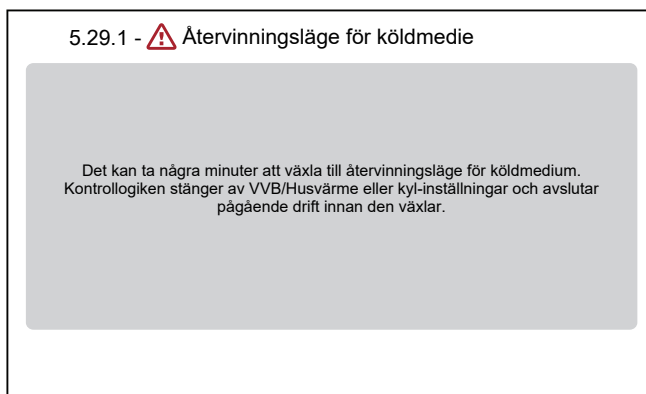 5.29.1 - Återvinningsläge för köldmedie
Det kan ta några minuter att växla till återvinningsläge för köldmedium.
Kontrollogiken stänger av VVB/Husvärme eller kyl-inställningar och avslutar
pågående drift innan den växlar.